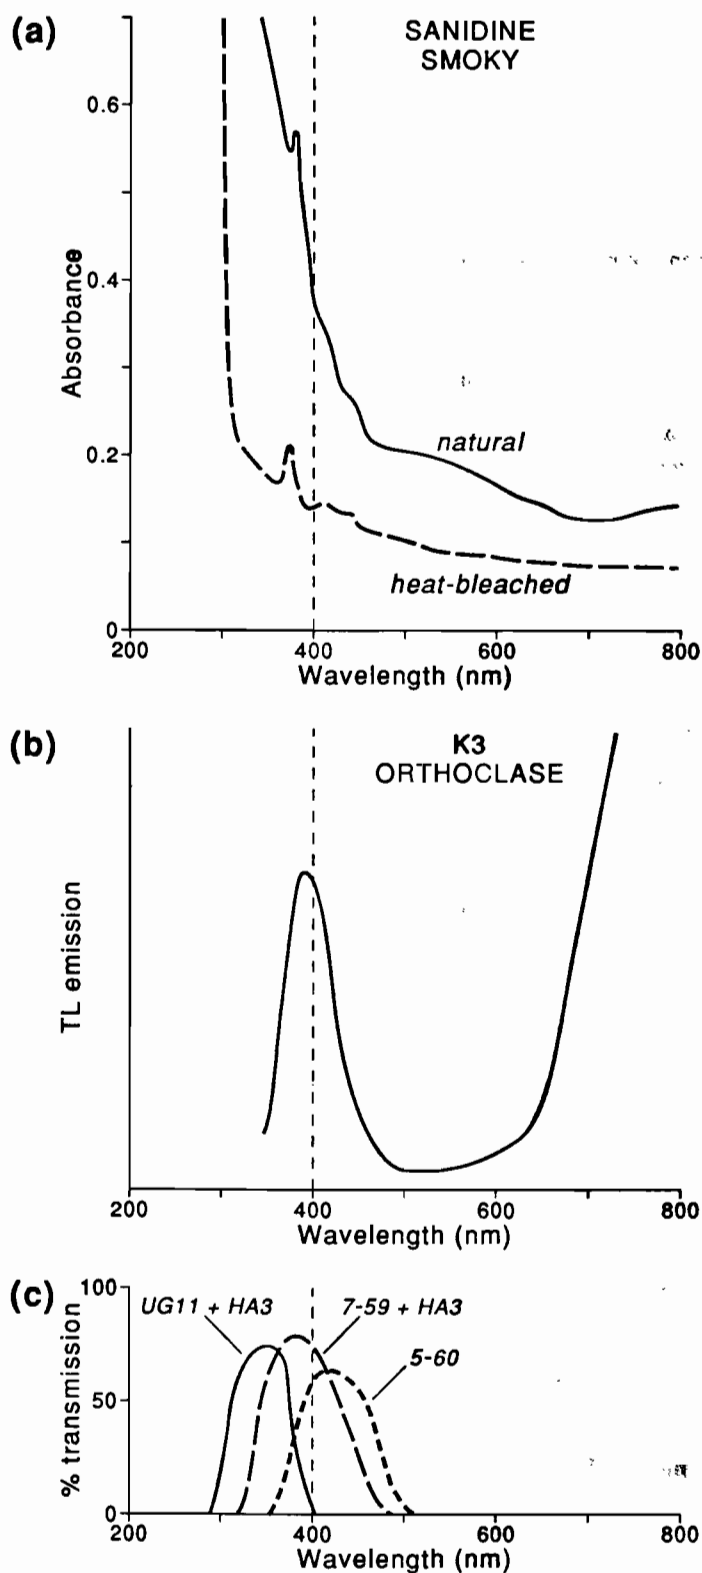 (a)
SANIDINE
SMOKY
0.6
0.4
0.2
0
Absorbance
natural
heat-bleached
200
400
600
800
Wavelength (nm)
(b)
K3
ORTHOCLASE
TL emission
200
400
600
800
Wavelength (nm)
(c)
100
50
0
% transmission
UG11 + HA3
7-59 + HA3
5-60
200
400
600
800
Wavelength (nm)